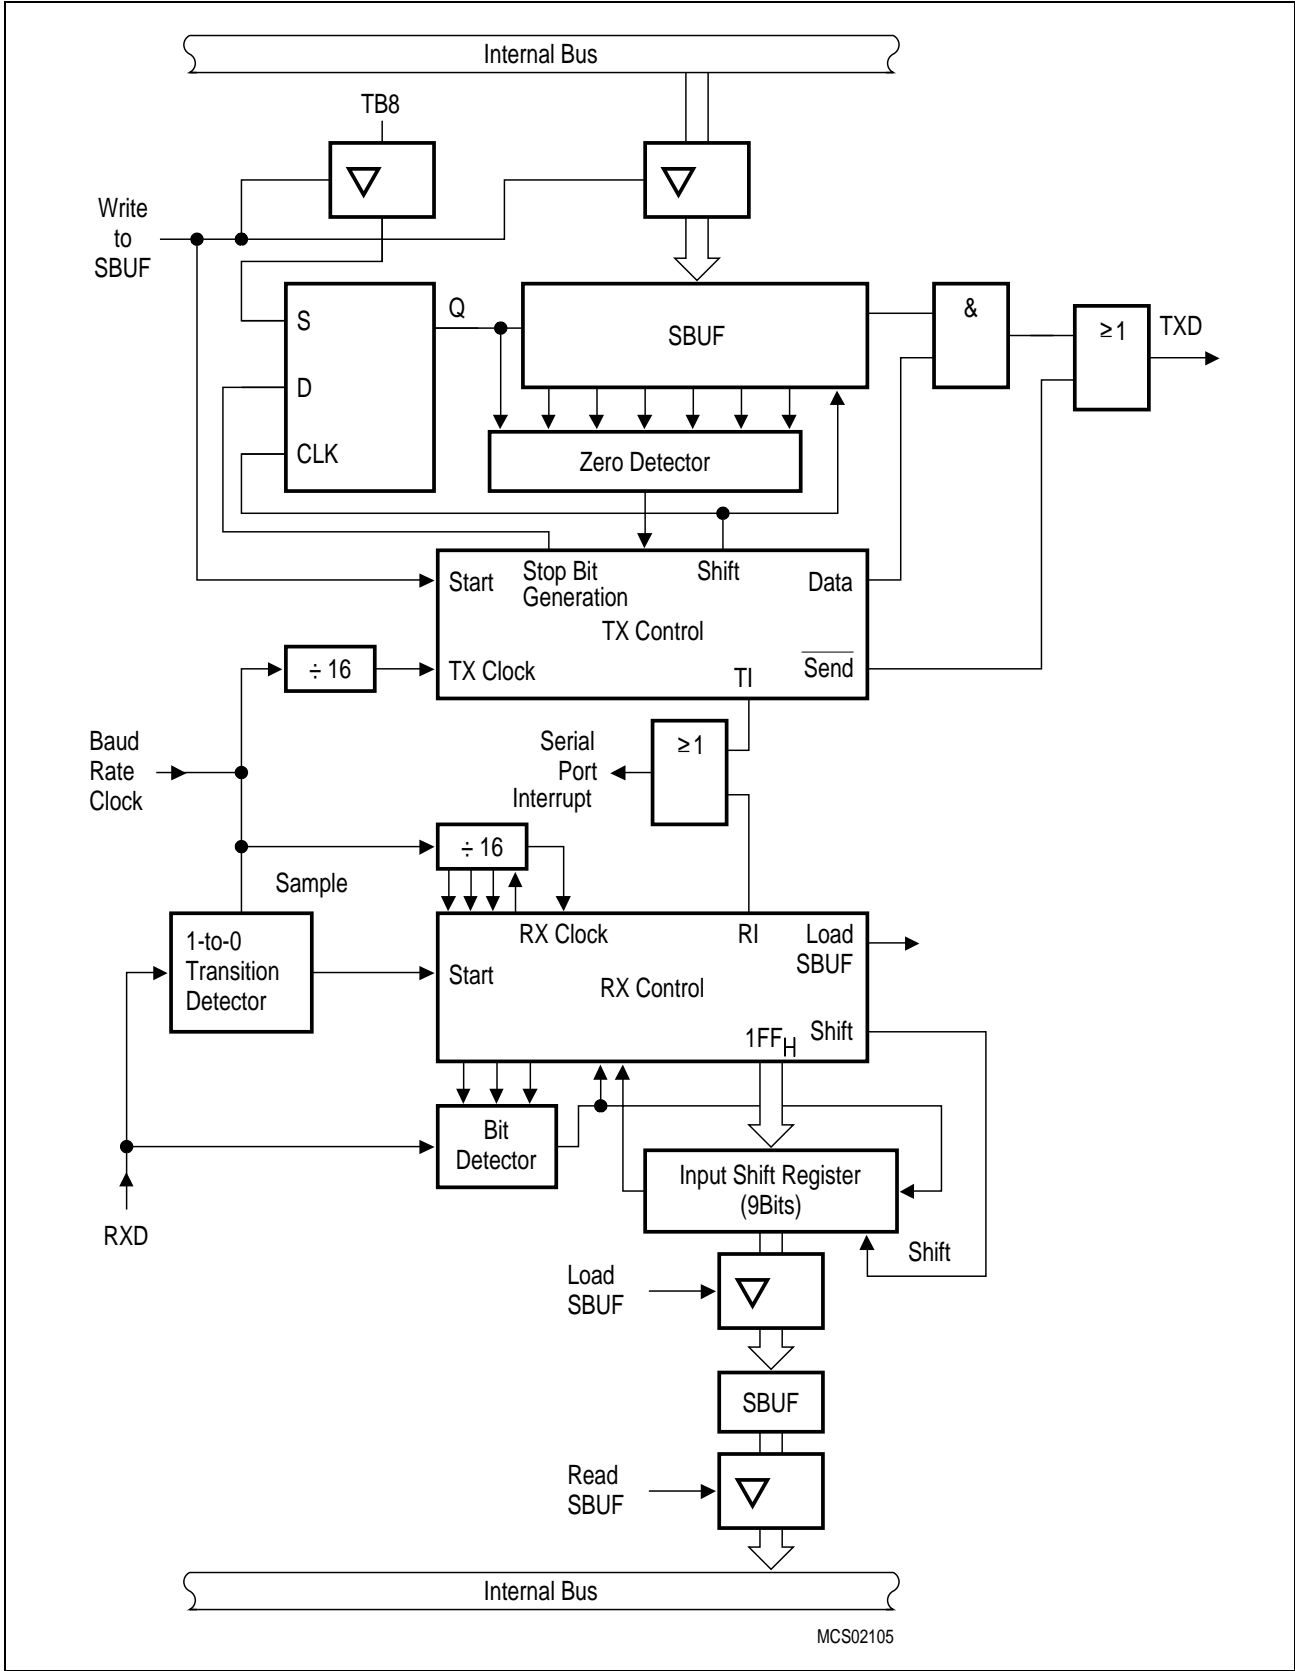 Internal Bus
TB8
Write
to
SBUF
S
Q
D
CLK
SBUF
&
≥1
TXD
Zero Detector
Start
Stop Bit
Generation
Shift
Data
TX Control
÷ 16
TX Clock
TI
Send
Baud
Rate
Clock
Serial
Port
Interrupt
≥1
÷ 16
Sample
1-to-0
Transition
Detector
RX Clock
RI
Load
SBUF
Start
RX Control
1FFH
Shift
Bit
Detector
RXD
Input Shift Register
(9Bits)
Shift
Load
SBUF
SBUF
Read
SBUF
Internal Bus
MCS02105